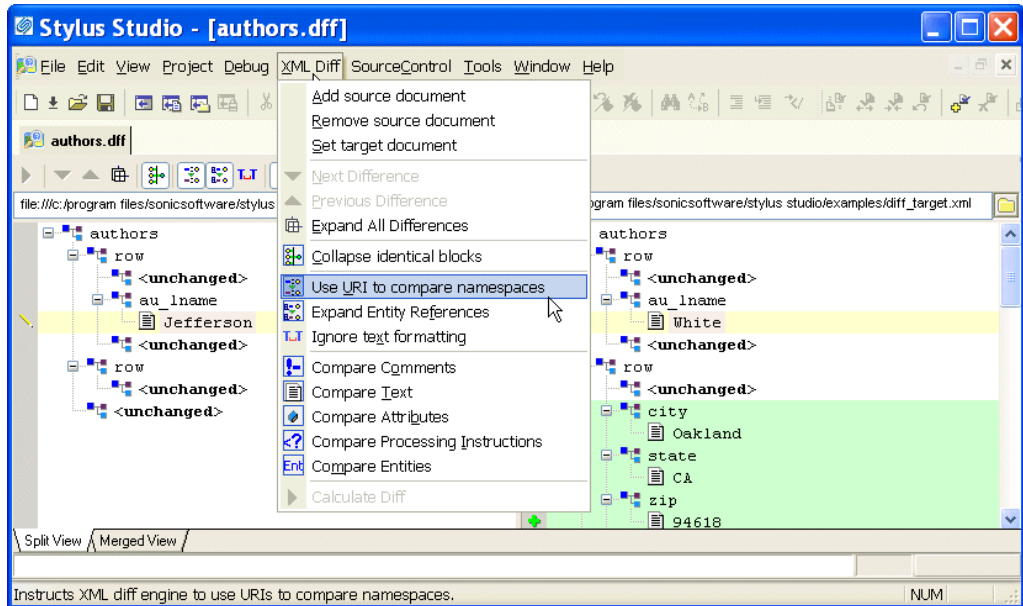 Stylus Studio - [authors.dff]
File Edit View Project Debug XML Diff SourceControl Tools Window Help
authors.dff
file:///c:/program files/sonicsoftware/stylus
program files/sonicsoftware/stylus studio/examples/diff_target.xml
Add source document
Remove source document
Set target document
Next Difference
Previous Difference
Expand All Differences
Collapse identical blocks
Use URI to compare namespaces
Expand Entity References
Ignore text formatting
Compare Comments
Compare Text
Compare Attributes
Compare Processing Instructions
Ent Compare Entities
Calculate Diff
authors
row
<unchanged>
au_lname
Jefferson
<unchanged>
row
<unchanged>
<unchanged>
authors
row
<unchanged>
au_lname
White
<unchanged>
row
<unchanged>
city
Oakland
state
CA
zip
94618
Split View Merged View
Instructs XML diff engine to use URIs to compare namespaces.
NUM